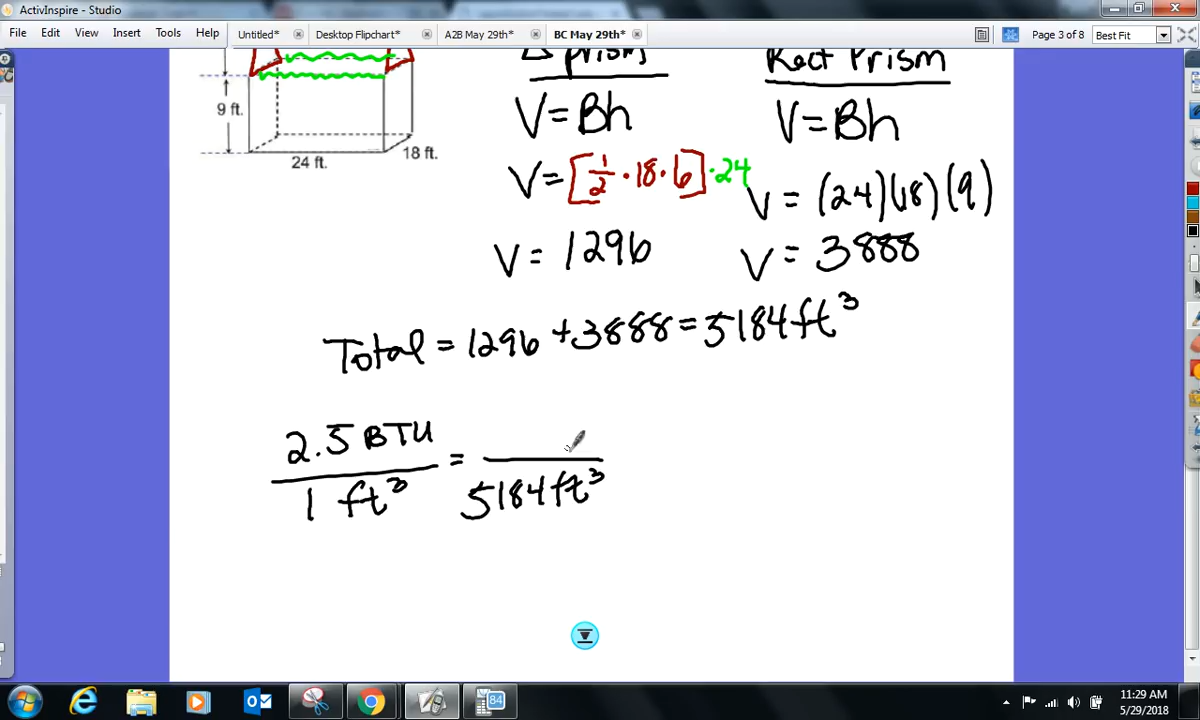 ActivInspire - Studio
File Edit View Insert Tools Help Untitled* Desktop Flipchart* A2B May 29th* BC May 29th* Page 3 of 8 Best Fit
Δ prism Rect Prism
9 ft.
24 ft. 18 ft.
V = Bh V = Bh
V = [1/2 · 18 · 6] · 24 V = (24)(18)(9)
V = 1296 V = 3888
Total = 1296 + 3888 = 5184 ft³
2.5 BTU =
1 ft³ 5184 ft³
84
11:29 AM
5/29/2018